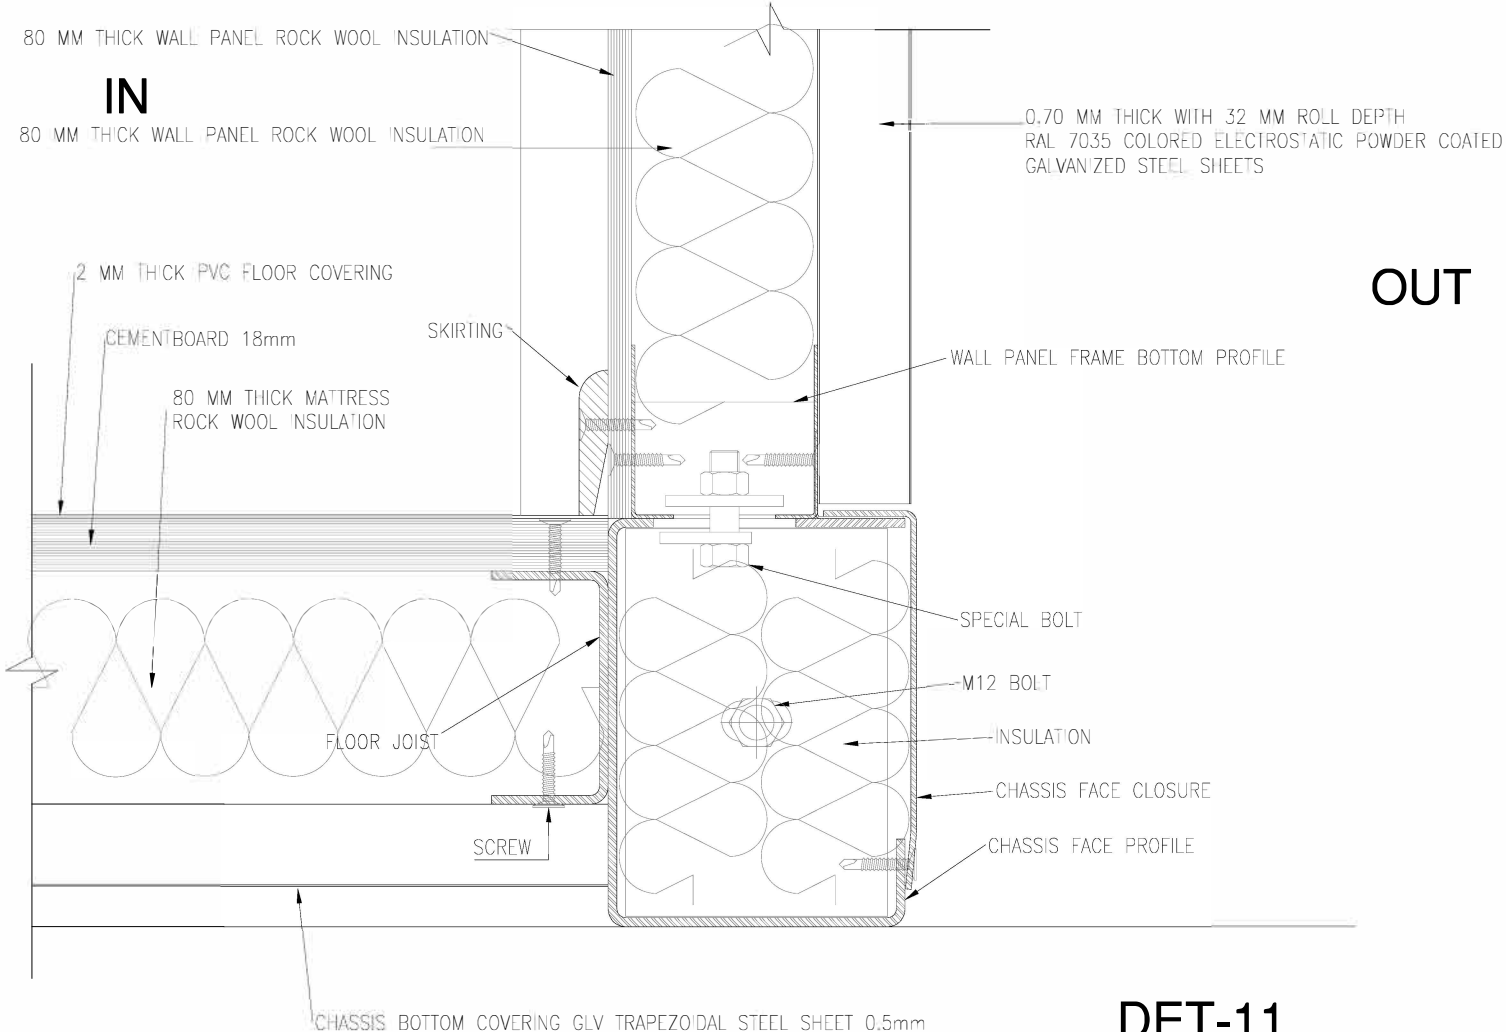 80 MM THICK WALL PANEL ROCK WOOL INSULATION
IN
80 MM THICK WALL PANEL ROCK WOOL INSULATION
0.70 MM THICK WITH 32 MM ROLL DEPTH
RAL 7035 COLORED ELECTROSTATIC POWDER COATED
GALVANIZED STEEL SHEETS
2 MM THICK PVC FLOOR COVERING
OUT
CEMENTBOARD 18mm
SKIRTING
WALL PANEL FRAME BOTTOM PROFILE
80 MM THICK MATTRESS
ROCK WOOL INSULATION
SPECIAL BOLT
M12 BOLT
FLOOR JOIST
INSULATION
CHASSIS FACE CLOSURE
SCREW
CHASSIS FACE PROFILE
CHASSIS BOTTOM COVERING GLV TRAPEZOIDAL STEEL SHEET 0.5mm
DET-11